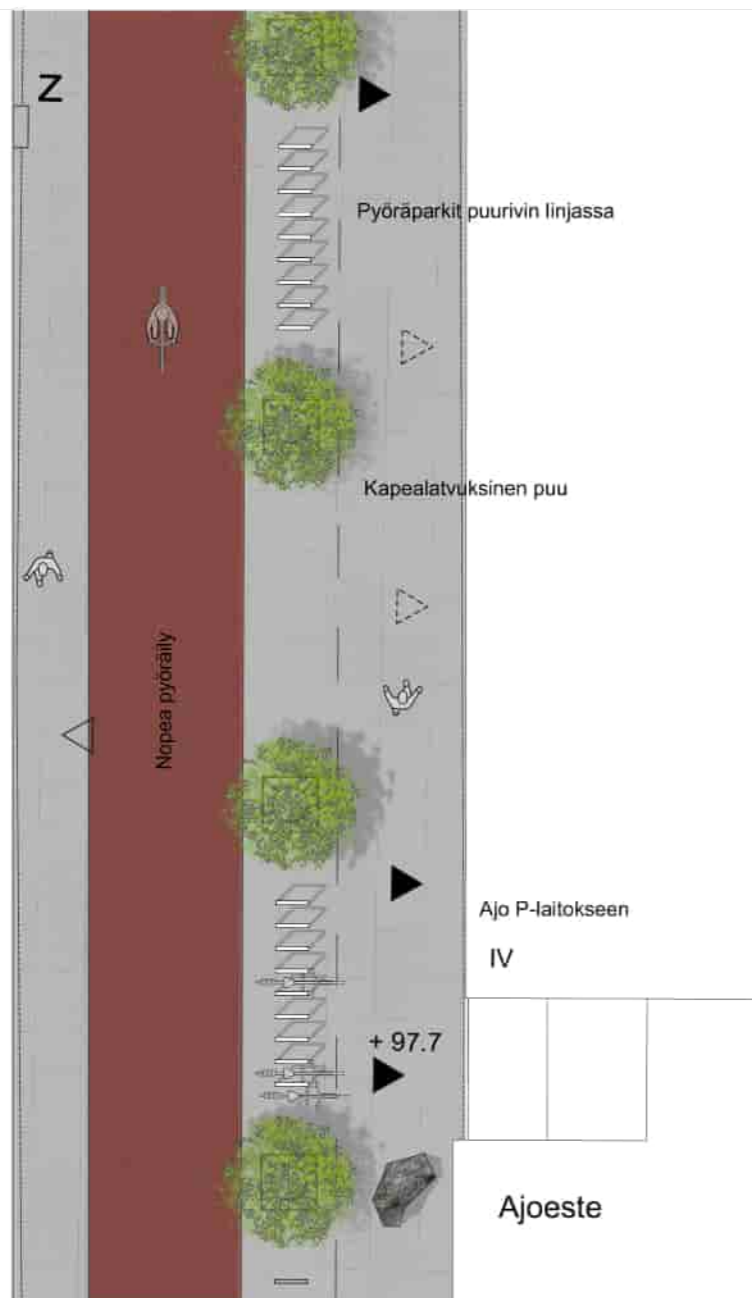 Z
Pyöräparkit puurivin linjassa
Kapealatvuksinen puu
Nopea pyöräily
Ajo P-laitokseen
IV
+ 97.7
Ajoeste